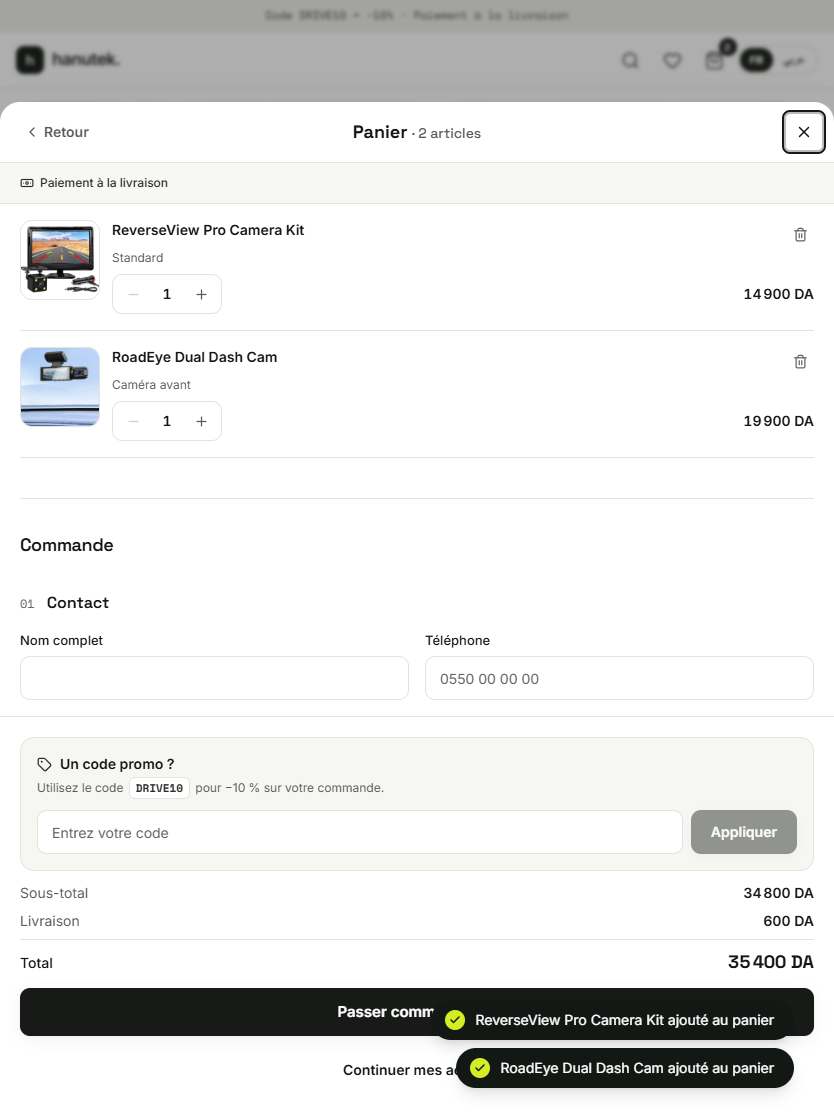 Code DRIVE10 = -10% · Paiement à la livraison
hanutek.
FR
Retour
Panier · 2 articles
Paiement à la livraison
ReverseView Pro Camera Kit
Standard
1
14 900 DA
RoadEye Dual Dash Cam
Caméra avant
1
19 900 DA
Commande
01 Contact
Nom complet
Téléphone
0550 00 00 00
Un code promo ?
Utilisez le code DRIVE10 pour −10 % sur votre commande.
Entrez votre code
Appliquer
Sous-total
34 800 DA
Livraison
600 DA
Total
35 400 DA
Passer comm
ReverseView Pro Camera Kit ajouté au panier
Continuer mes a
RoadEye Dual Dash Cam ajouté au panier